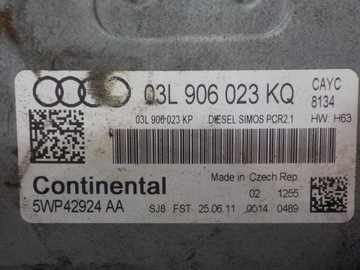 03L 906 023 KQ
CAYC
8134
03L 906 023 KP DIESEL SIMOS PCR2.1 HW: H63
Continental
5WP42924 AA
Made in Czech Rep.
02 1255
SJ8 FST 25.06.11 0014 0489